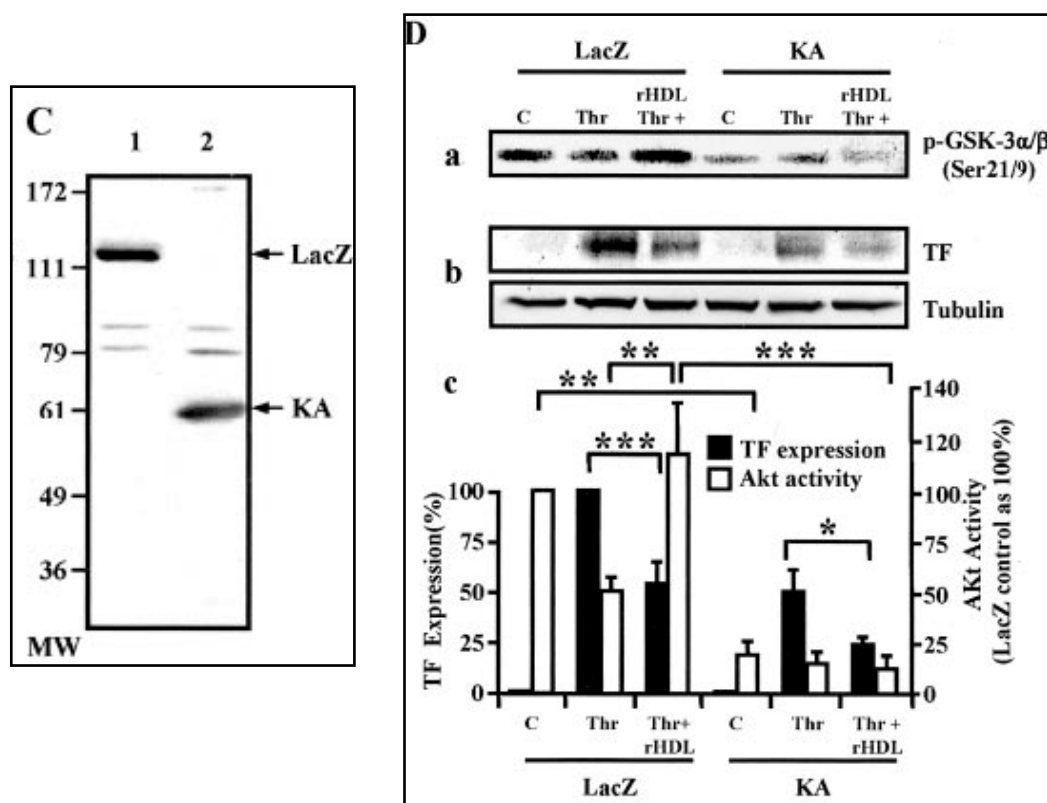 C
1 2
172
111
79
61
49
36
MW
LacZ
KA
D
LacZ KA
C Thr rHDL Thr + C Thr rHDL Thr +
a
p-GSK-3α/β
(Ser21/9)
b
TF
Tubulin
c
** ***
**
***
*
TF expression
Akt activity
TF Expression(%)
100
75
50
25
0
140
120
100
75
50
25
0
AKt Activity
(LacZ control as 100%)
C Thr Thr+ rHDL C Thr Thr + rHDL
LacZ KA